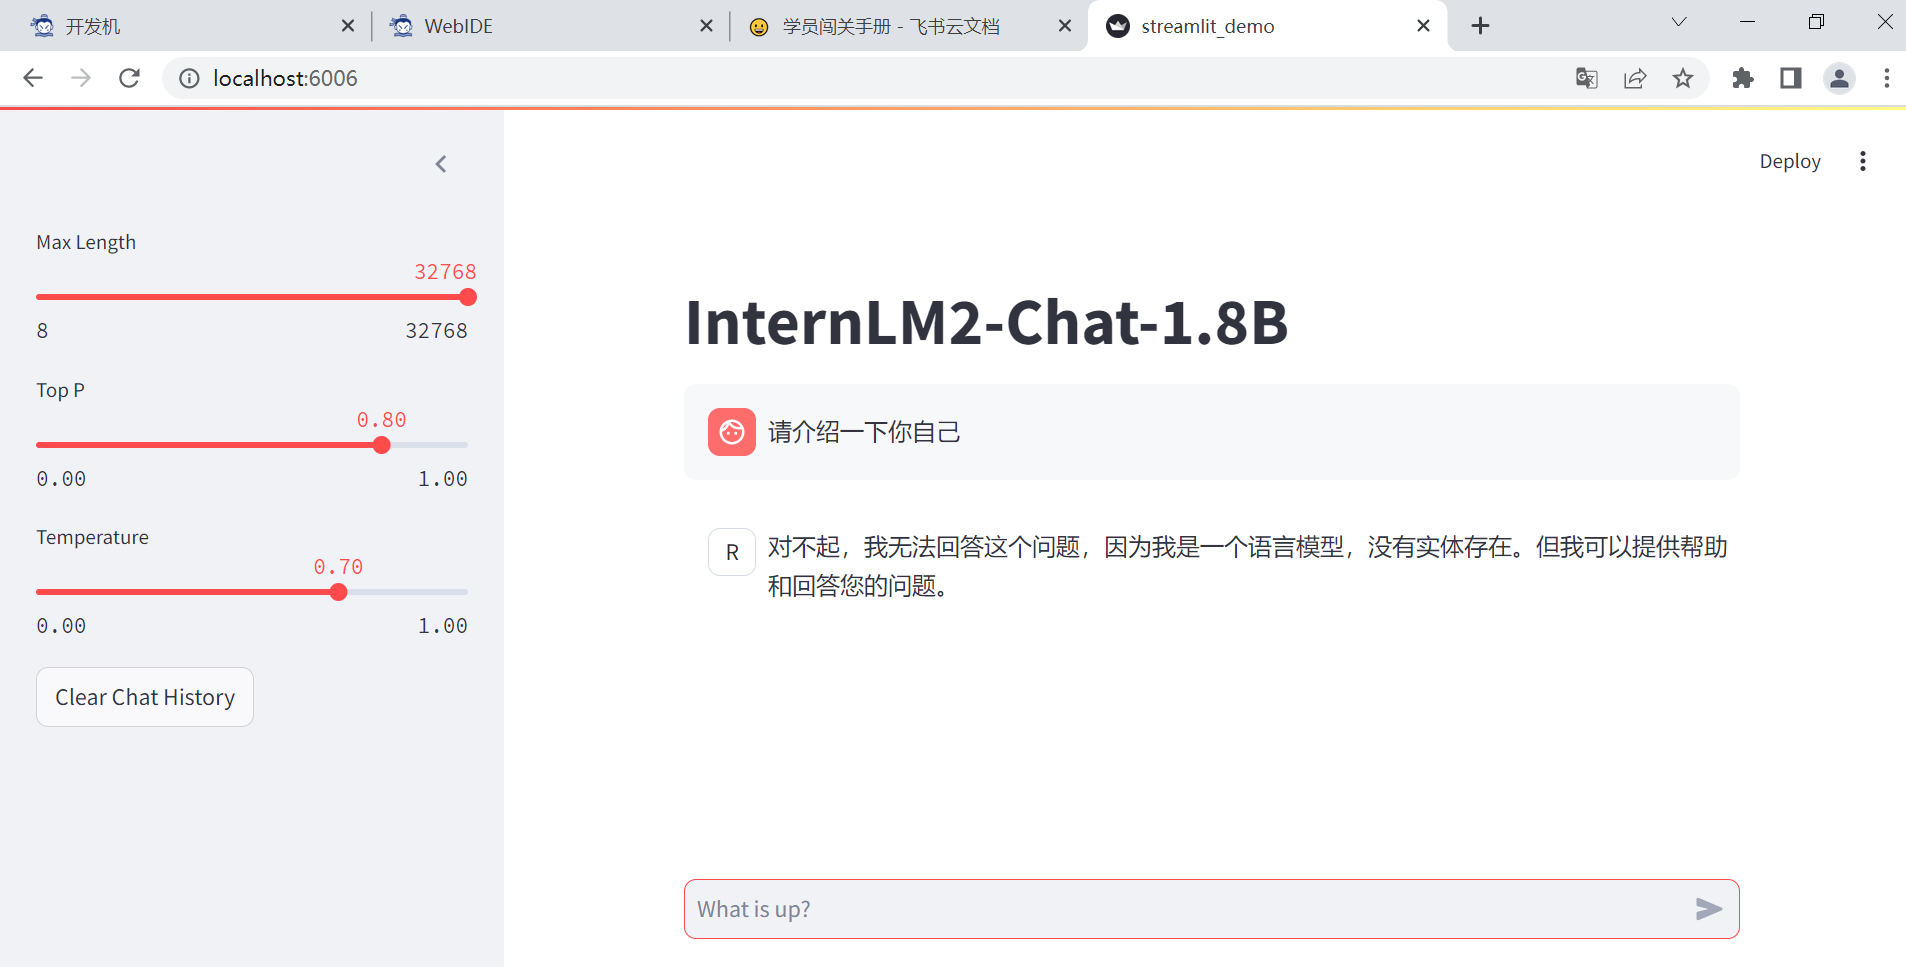 开发机
WebIDE
学员闯关手册 - 飞书云文档
streamlit_demo
localhost:6006
Deploy
Max Length
32768
8
32768
Top P
0.80
0.00
1.00
Temperature
0.70
0.00
1.00
Clear Chat History
InternLM2-Chat-1.8B
请介绍一下你自己
R
对不起，我无法回答这个问题，因为我是一个语言模型，没有实体存在。但我可以提供帮助
和回答您的问题。
What is up?